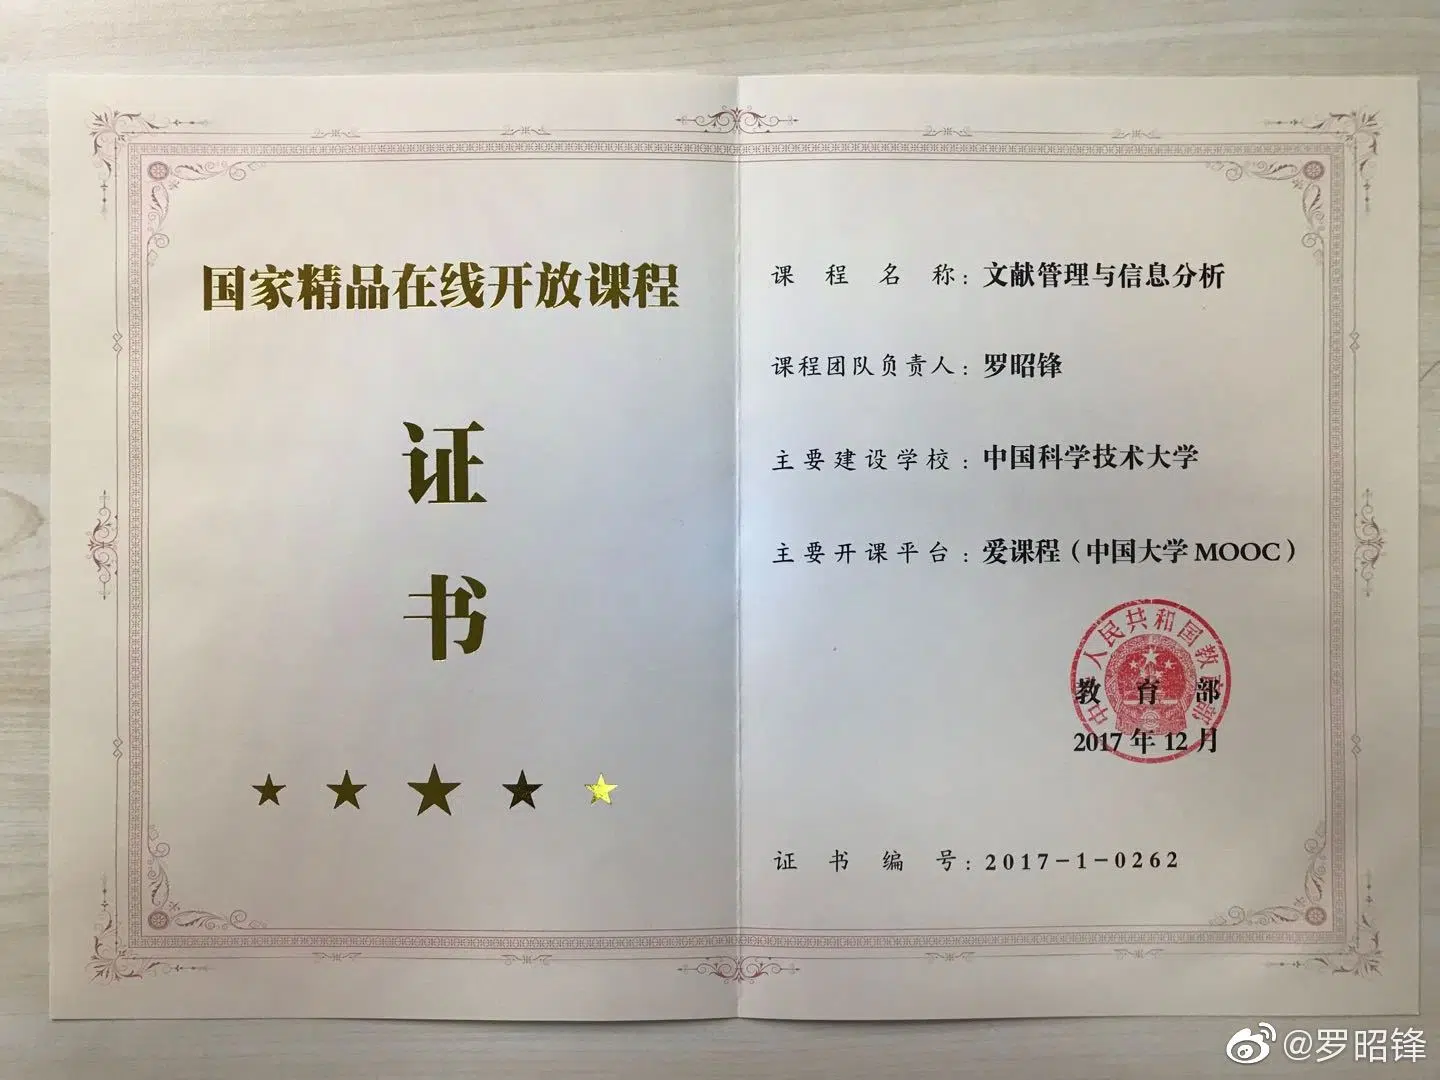 国家精品在线开放课程
证
书
课程名称：文献管理与信息分析
课程团队负责人：罗昭锋
主要建设学校：中国科学技术大学
主要开课平台：爱课程（中国大学MOOC）
中华人民共和国教育部
教育部
2017年12月
证书编号：2017-1-0262
@罗昭锋